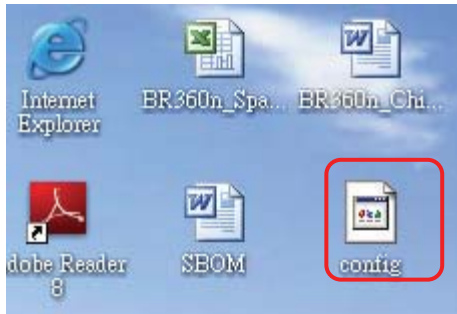 Internet
Explorer
BR360n_Spa...
BR360n_Chi...
dobe Reader
8
SBOM
config